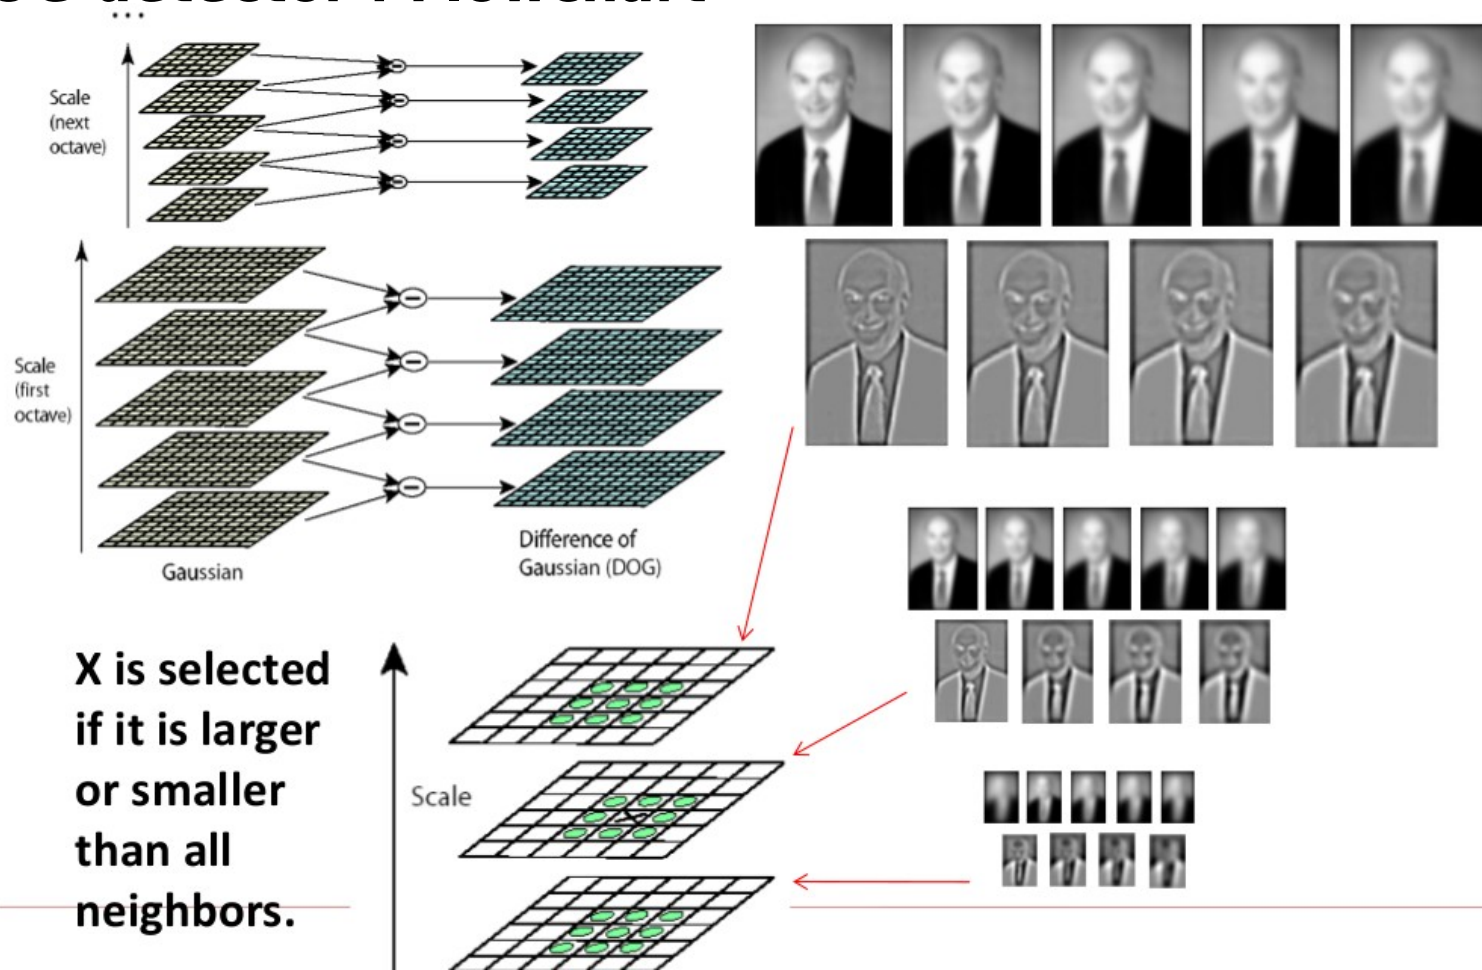 ...
Scale
(next
octave)
Scale
(first
octave)
Gaussian
Difference of
Gaussian (DOG)
X is selected
if it is larger
or smaller
than all
neighbors.
Scale